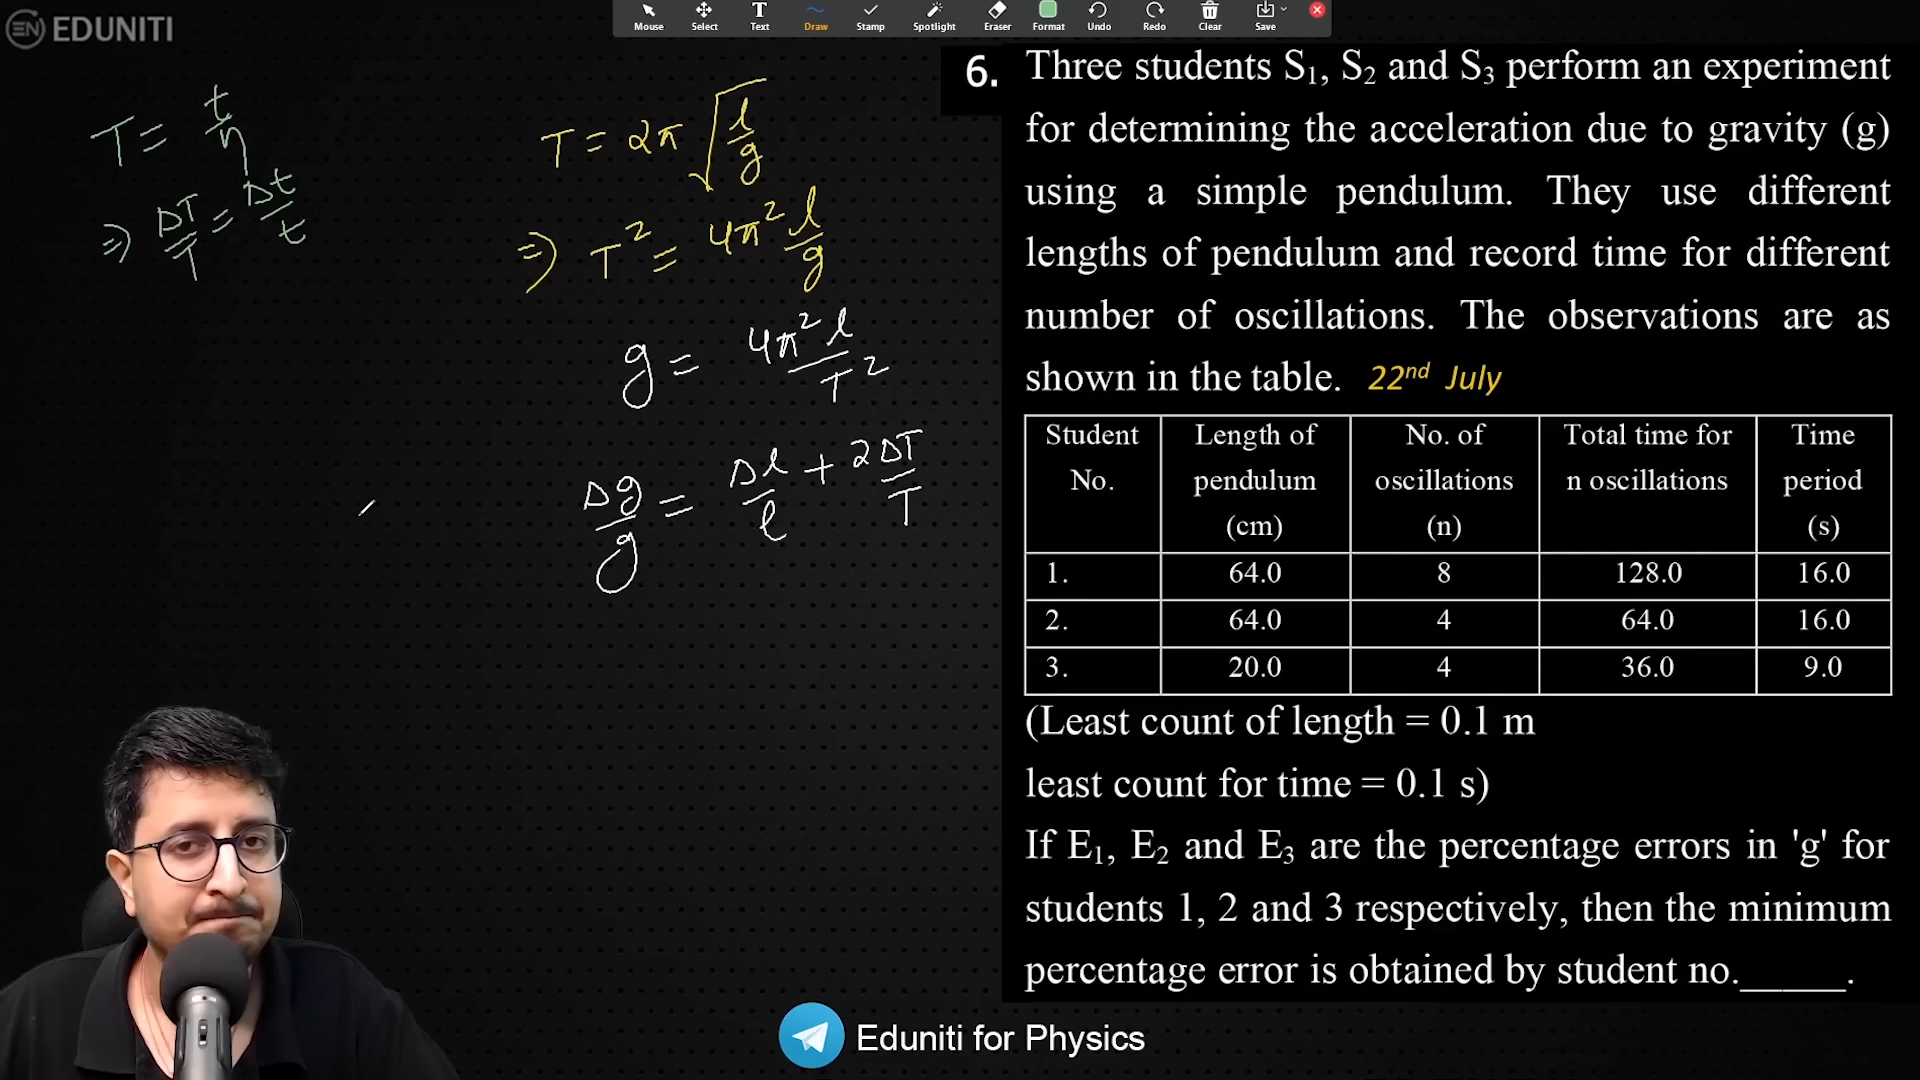 EN EDUNITI
Mouse Select Text Draw Stamp Spotlight Eraser Format Undo Redo Clear Save
T = t/n
⇒ ΔT/T = Δt/t
T = 2π √(l/g)
⇒ T² = 4π² l/g
g = 4π² l/T²
Δg/g = Δl/l + 2ΔT/T
6. Three students S₁, S₂ and S₃ perform an experiment
for determining the acceleration due to gravity (g)
using a simple pendulum. They use different
lengths of pendulum and record time for different
number of oscillations. The observations are as
shown in the table. 22nd July
Student No. Length of pendulum (cm) No. of oscillations (n) Total time for n oscillations Time period (s)
1. 64.0 8 128.0 16.0
2. 64.0 4 64.0 16.0
3. 20.0 4 36.0 9.0
(Least count of length = 0.1 m
least count for time = 0.1 s)
If E₁, E₂ and E₃ are the percentage errors in 'g' for
students 1, 2 and 3 respectively, then the minimum
percentage error is obtained by student no._____.
Eduniti for Physics